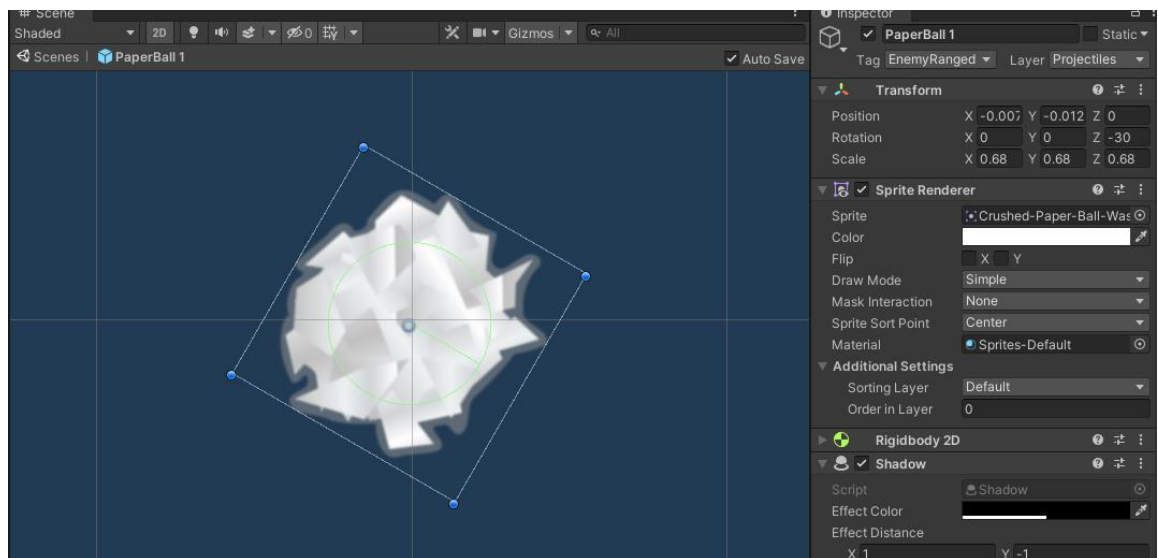 # Scene
Shaded 2D 0 Gizmos All
Scenes | PaperBall 1 Auto Save
Inspector
PaperBall 1 Static
Tag EnemyRanged Layer Projectiles
Transform
Position X -0.007 Y -0.012 Z 0
Rotation X 0 Y 0 Z -30
Scale X 0.68 Y 0.68 Z 0.68
Sprite Renderer
Sprite Crushed-Paper-Ball-Was
Color
Flip X Y
Draw Mode Simple
Mask Interaction None
Sprite Sort Point Center
Material Sprites-Default
Additional Settings
Sorting Layer Default
Order in Layer 0
Rigidbody 2D
Shadow
Script Shadow
Effect Color
Effect Distance
X 1 Y -1